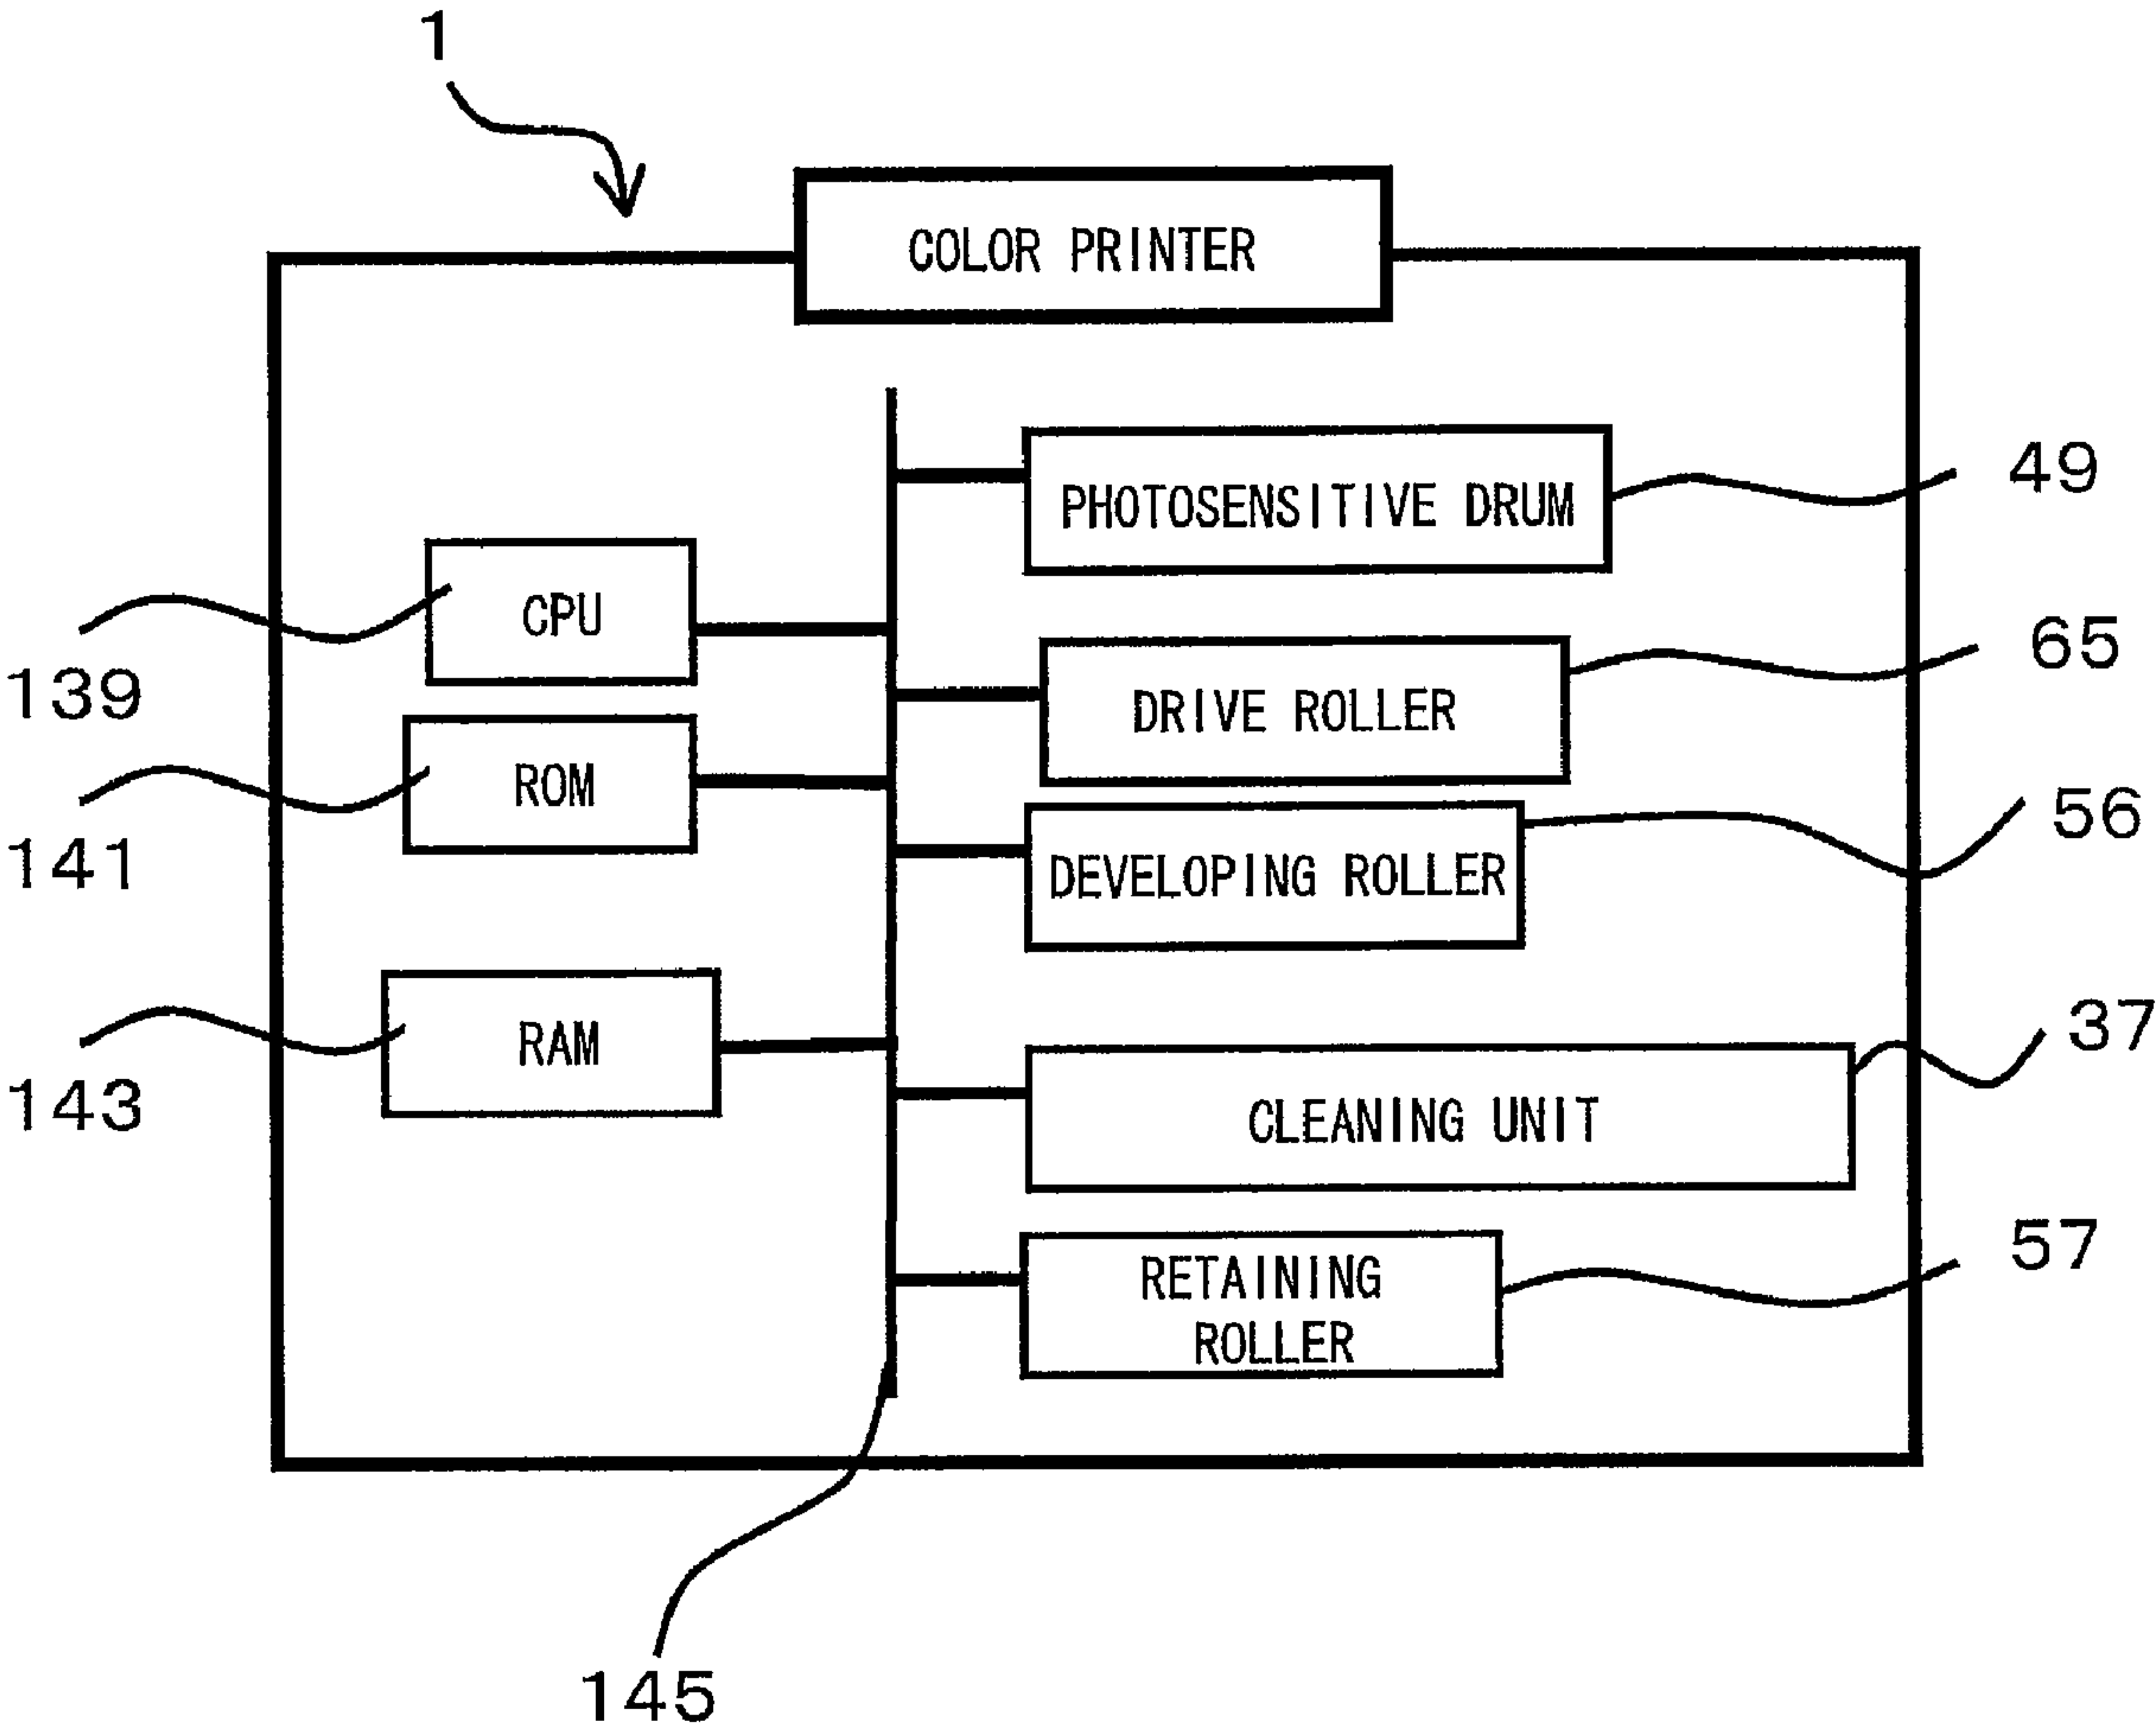 1
COLOR PRINTER
PHOTOSENSITIVE DRUM
49
CPU
139
DRIVE ROLLER
65
ROM
141
DEVELOPING ROLLER
56
RAM
143
CLEANING UNIT
37
RETAINING
ROLLER
57
145